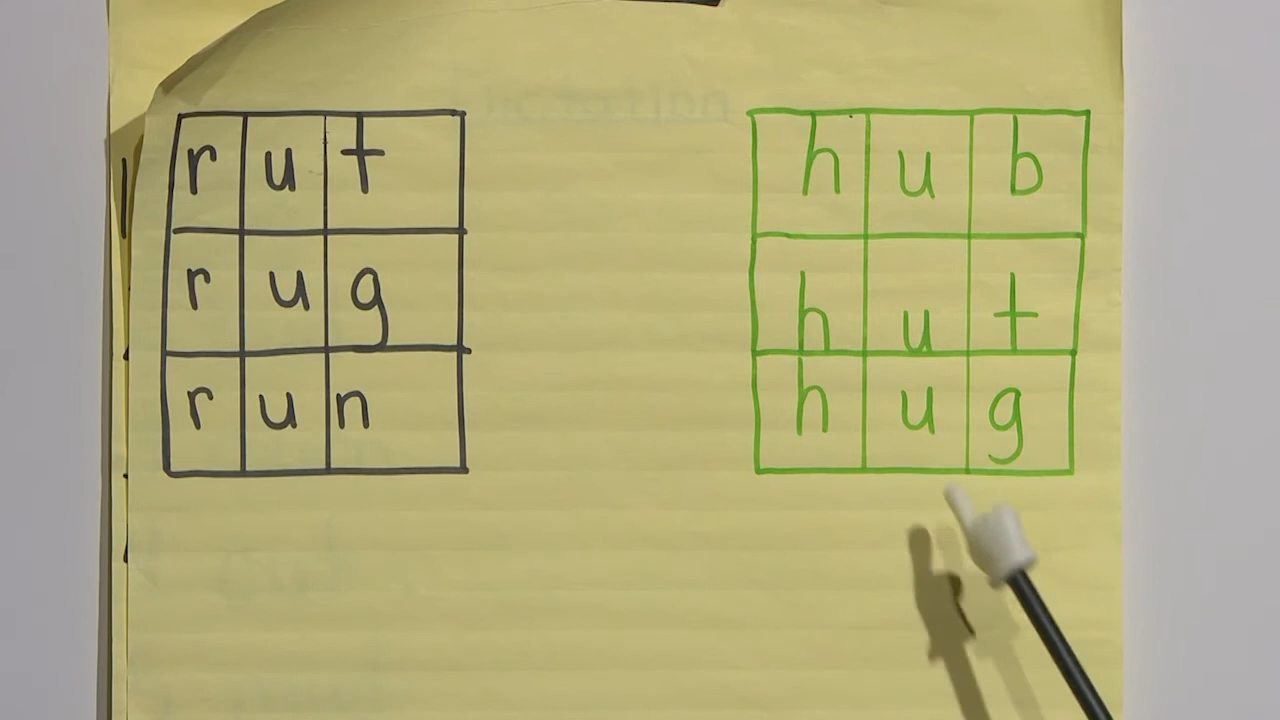 r u t
r u g
r u n
h u b
h u t
h u g